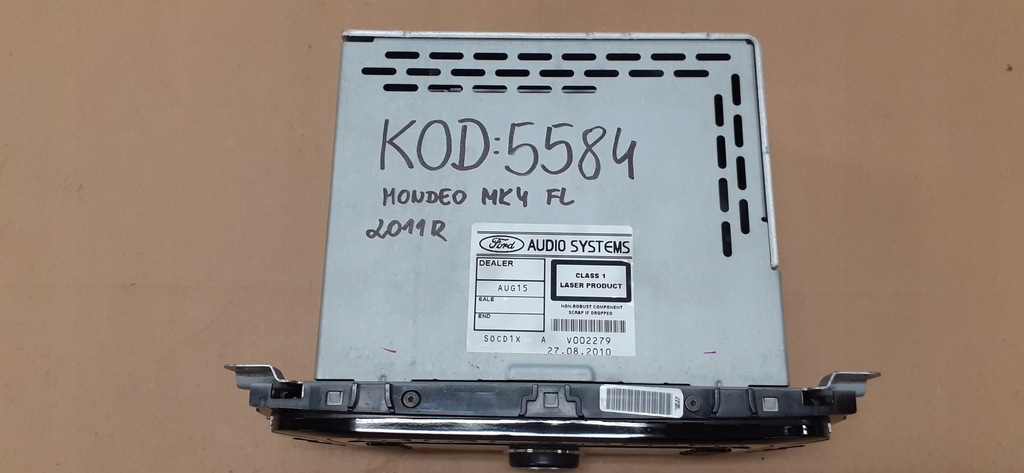 KOD:5584
MONDEO MK4 FL
2011R
Ford AUDIO SYSTEMS
DEALER
AUG15
SALE
END
CLASS 1
LASER PRODUCT
NON-ROBUST COMPONENT
SCRAP IF DROPPED
SOCD1X A V002279
27.08.2010